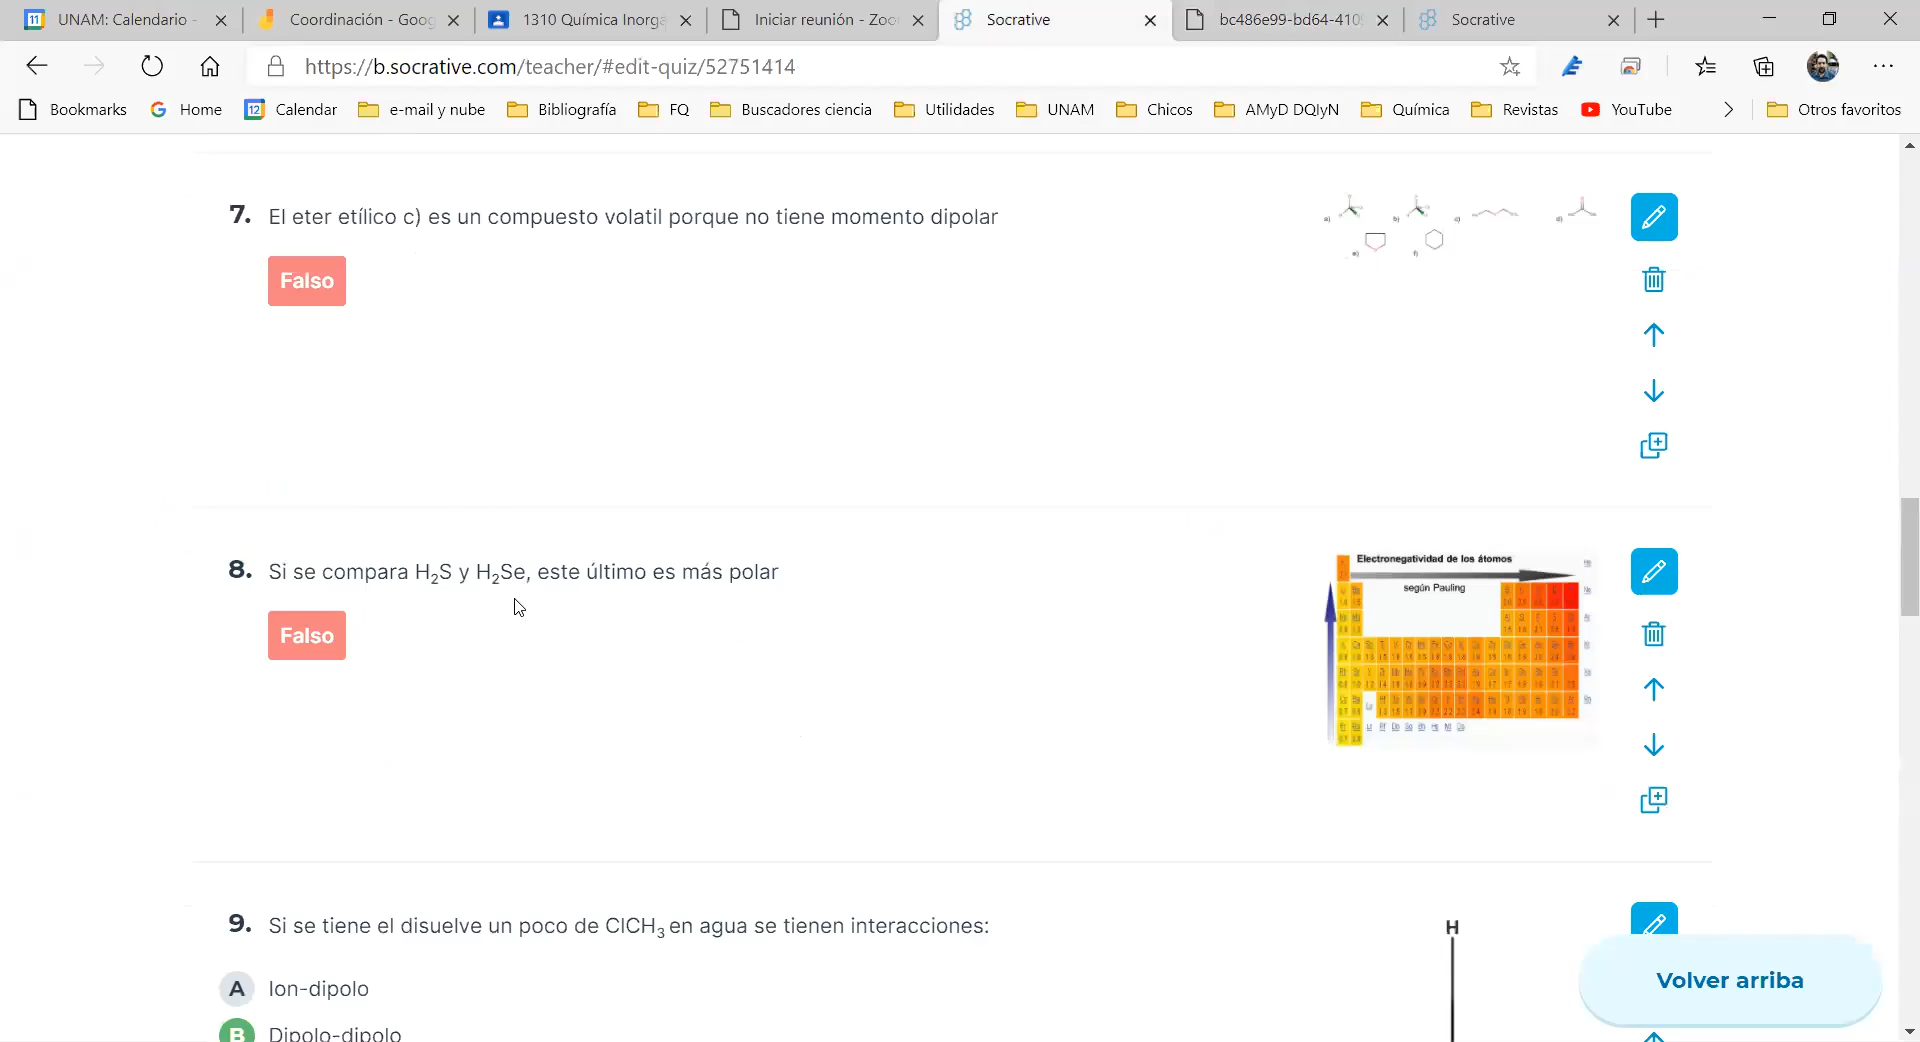 UNAM: Calendario -
Coordinación - Goog
1310 Química Inorga
Iniciar reunión - Zoo
Socrative
bc486e99-bd64-4109
Socrative
https://b.socrative.com/teacher/#edit-quiz/52751414
Bookmarks
Home
Calendar
e-mail y nube
Bibliografía
FQ
Buscadores ciencia
Utilidades
UNAM
Chicos
AMyD DQIyN
Química
Revistas
YouTube
Otros favoritos
7. El eter etílico c) es un compuesto volatil porque no tiene momento dipolar
Falso
a)
b)
c)
d)
e)
f)
8. Si se compara H₂S y H₂Se, este último es más polar
Falso
Electronegatividad de los átomos
según Pauling
9. Si se tiene el disuelve un poco de ClCH₃ en agua se tienen interacciones:
H
A Ion-dipolo
B Dipolo-dipolo
Volver arriba